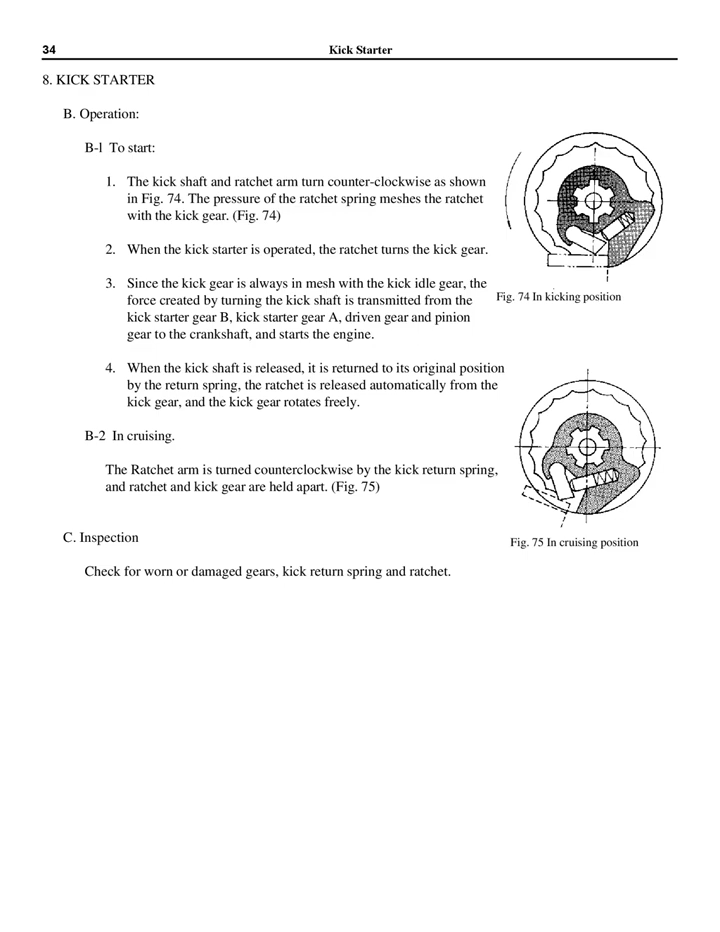 34
Kick Starter
8. KICK STARTER
B. Operation:
B-l To start:
1. The kick shaft and ratchet arm turn counter-clockwise as shown
in Fig. 74. The pressure of the ratchet spring meshes the ratchet
with the kick gear. (Fig. 74)
2. When the kick starter is operated, the ratchet turns the kick gear.
3. Since the kick gear is always in mesh with the kick idle gear, the
force created by turning the kick shaft is transmitted from the
kick starter gear B, kick starter gear A, driven gear and pinion
gear to the crankshaft, and starts the engine.
Fig. 74 In kicking position
4. When the kick shaft is released, it is returned to its original position
by the return spring, the ratchet is released automatically from the
kick gear, and the kick gear rotates freely.
B-2 In cruising.
The Ratchet arm is turned counterclockwise by the kick return spring,
and ratchet and kick gear are held apart. (Fig. 75)
Fig. 75 In cruising position
C. Inspection
Check for worn or damaged gears, kick return spring and ratchet.